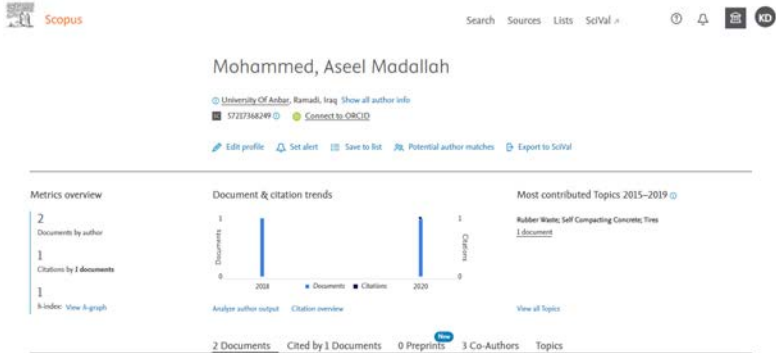 Scopus
Search Sources Lists SciVal
KD
Mohammed, Aseel Madallah
University Of Anbar, Ramadi, Iraq Show all author info
57217368249 Connect to ORCID
Edit profile Set alert Save to list Potential author matches Export to SciVal
Metrics overview
2
Documents by author
1
Citations by 1 documents
1
h-index: View h-graph
Document & citation trends
1
Documents
0
2018
2020
1
Citations
0
Documents Citations
Analyze author output Citation overview
Most contributed Topics 2015–2019
Rubber Waste; Self Compacting Concrete; Tires
1 document
View all Topics
New
2 Documents Cited by 1 Documents 0 Preprints 3 Co-Authors Topics